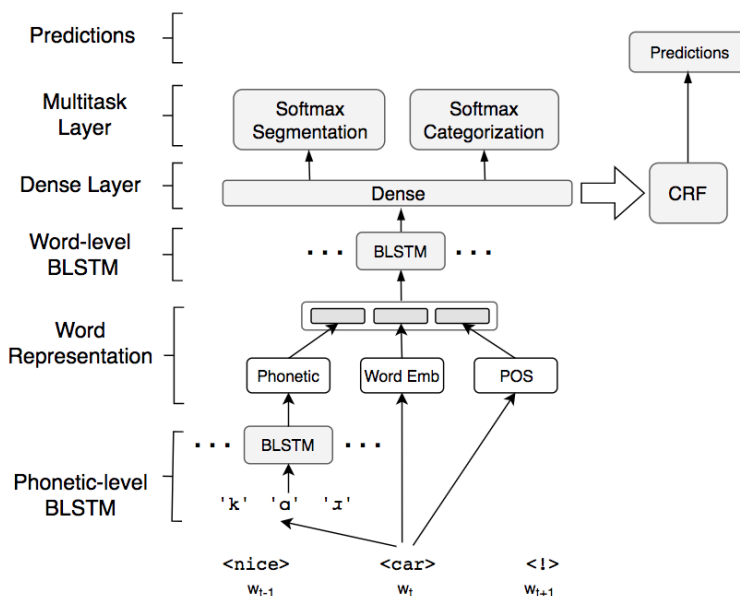 Predictions
Predictions
Multitask
Layer
Softmax
Segmentation
Softmax
Categorization
Dense Layer
Dense
CRF
Word-level
BLSTM
. . .
BLSTM
. . .
Word
Representation
Phonetic
Word Emb
POS
. . .
BLSTM
. . .
Phonetic-level
BLSTM
'k' 'ɑ' 'ɹ'
<nice> <car> <!>
wt-1 wt wt+1